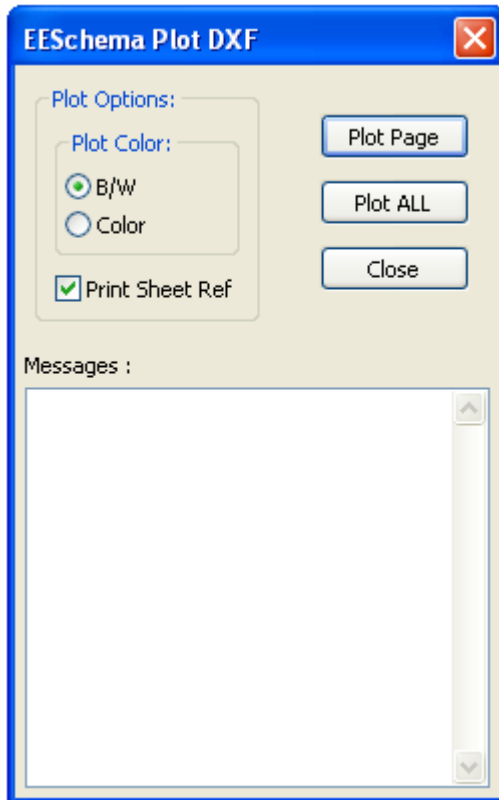 EESchema Plot DXF
Plot Options:
Plot Color:
B/W
Color
Print Sheet Ref
Plot Page
Plot ALL
Close
Messages :